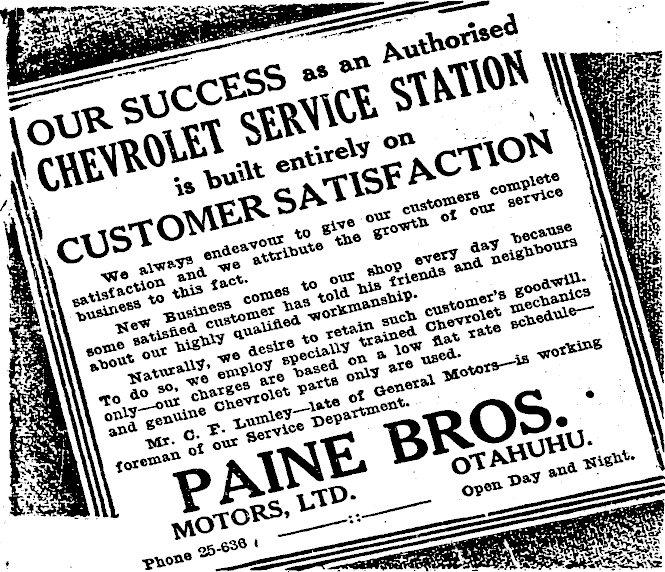 OUR SUCCESS as an Authorised
CHEVROLET SERVICE STATION
is built entirely on
CUSTOMER SATISFACTION
We always endeavour to give our customers complete
satisfaction and we attribute the growth of our service
business to this fact.
New Business comes to our shop every day because
some satisfied customer has told his friends and neighbours
about our highly qualified workmanship.
Naturally, we desire to retain such customer's goodwill.
To do so, we employ specially trained Chevrolet mechanics
only—our charges are based on a low flat rate schedule—
and genuine Chevrolet parts only are used.
Mr. C. F. Lumley—late of General Motors—is working
foreman of our Service Department.
PAINE BROS.
MOTORS, LTD. OTAHUHU.
Phone 25-636 Open Day and Night.